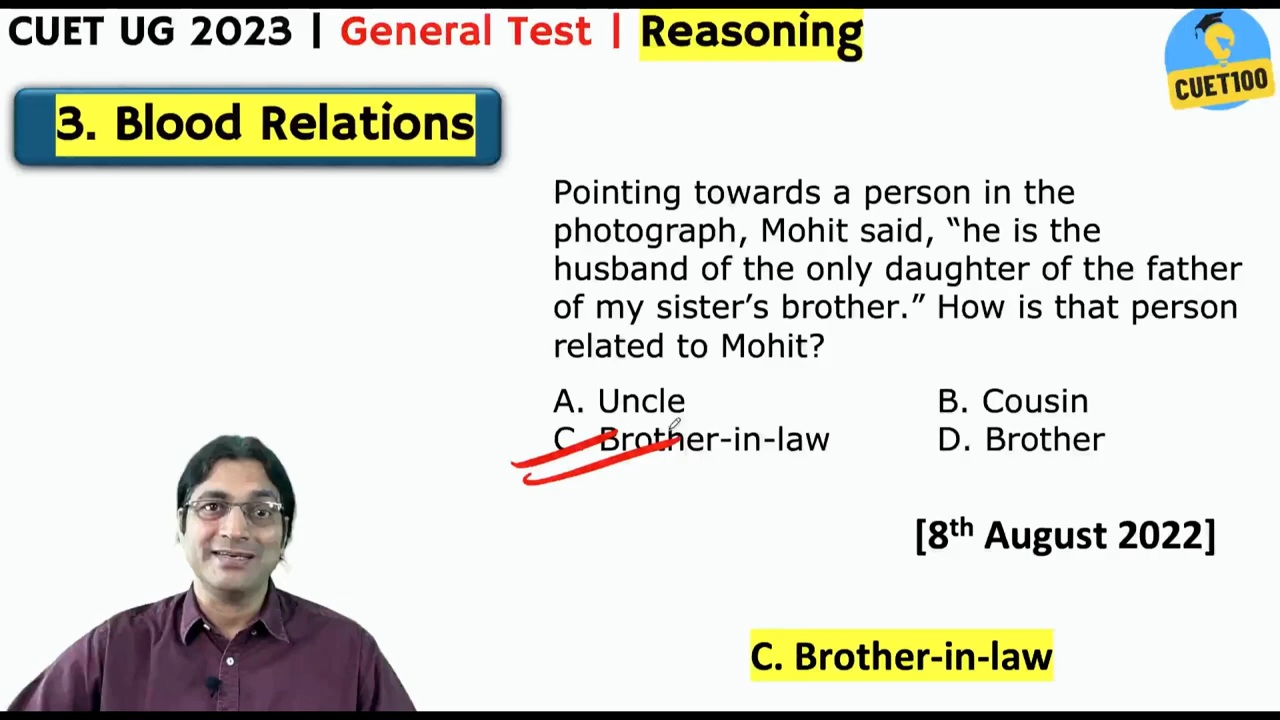 CUET UG 2023 | General Test | Reasoning
CUET100
3. Blood Relations
Pointing towards a person in the
photograph, Mohit said, “he is the
husband of the only daughter of the father
of my sister’s brother.” How is that person
related to Mohit?
A. Uncle B. Cousin
C. Brother-in-law D. Brother
[8th August 2022]
C. Brother-in-law